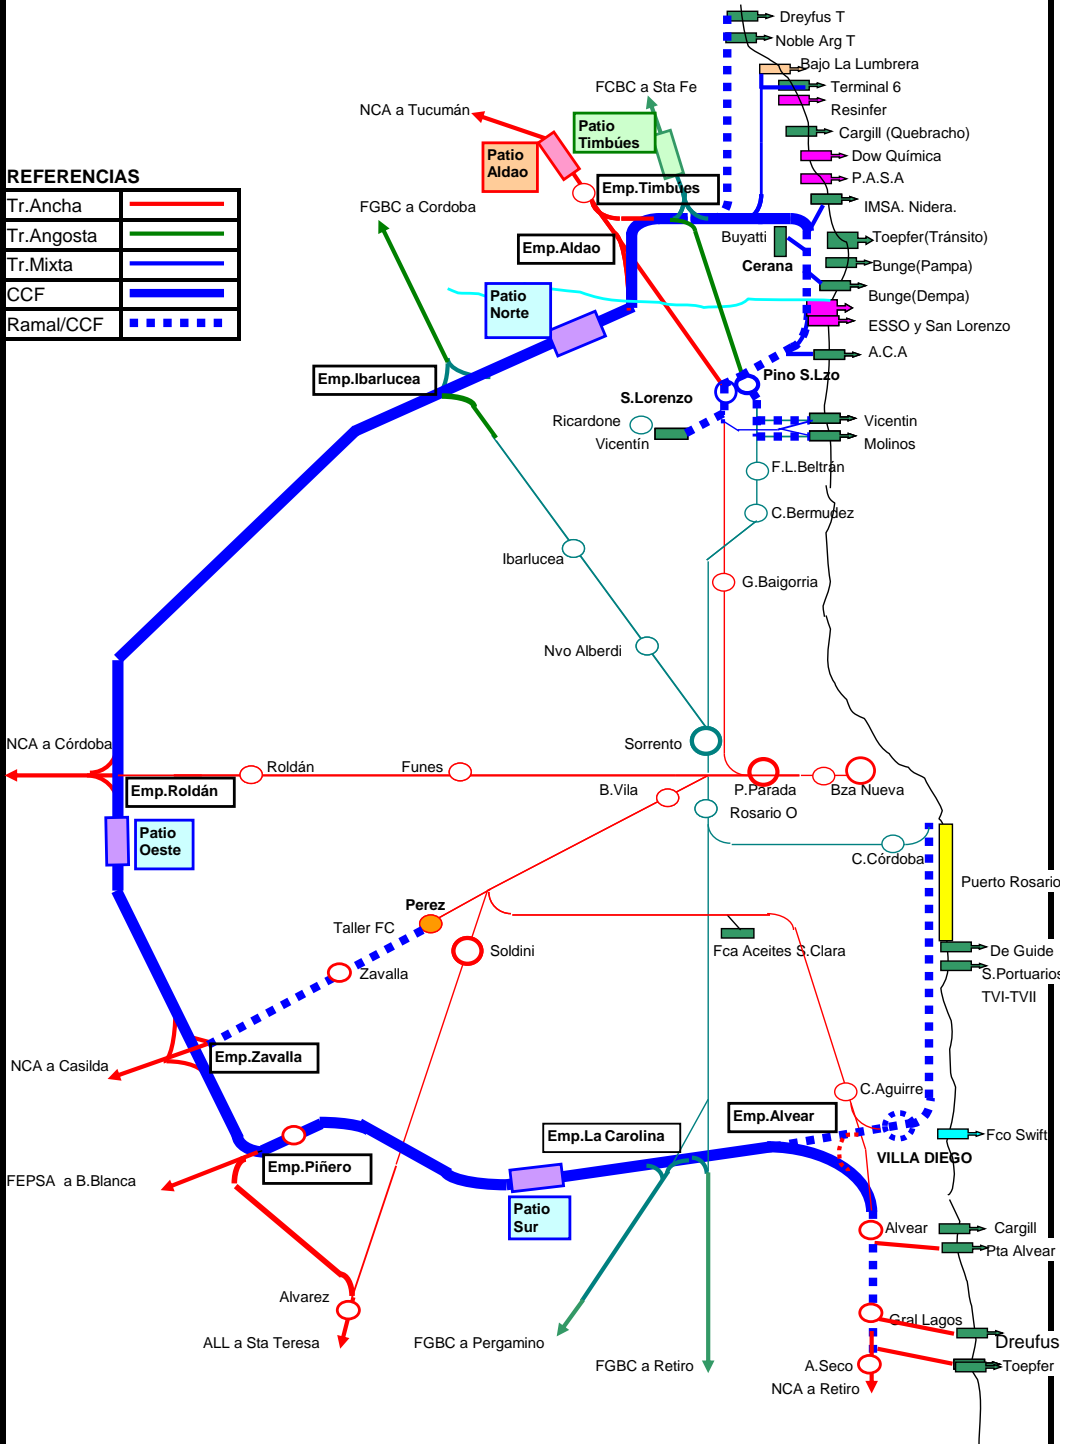 Dreyfus T
Noble Arg T
Bajo La Lumbrera
FCBC a Sta Fe
Terminal 6
NCA a Tucumán
Resinfer
Patio
Timbúes
Cargill (Quebracho)
Patio
Aldao
Dow Química
REFERENCIAS
P.A.S.A
Emp.Timbúes
Tr.Ancha
FGBC a Cordoba
IMSA. Nidera.
Tr.Angosta
Buyatti
Toepfer(Tránsito)
Emp.Aldao
Tr.Mixta
Cerana
Bunge(Pampa)
CCF
Patio
Norte
Bunge(Dempa)
Ramal/CCF
ESSO y San Lorenzo
A.C.A
Emp.Ibarlucea
Pino S.Lzo
S.Lorenzo
Ricardone
Vicentin
Vicentín
Molinos
F.L.Beltrán
C.Bermudez
Ibarlucea
G.Baigorria
Nvo Alberdi
NCA a Córdoba
Sorrento
Roldán
Funes
Emp.Roldán
B.Vila
P.Parada
Bza Nueva
Rosario O
Patio
Oeste
C.Córdoba
Puerto Rosario
Perez
Taller FC
Soldini
Fca Aceites S.Clara
De Guide
Zavalla
S.Portuarios
TVI-TVII
Emp.Zavalla
NCA a Casilda
C.Aguirre
Emp.Alvear
Emp.La Carolina
Fco Swift
VILLA DIEGO
Emp.Piñero
FEPSA a B.Blanca
Patio
Sur
Alvear
Cargill
Pta Alvear
Alvarez
Gral Lagos
ALL a Sta Teresa
FGBC a Pergamino
Dreufus
FGBC a Retiro
A.Seco
Toepfer
NCA a Retiro